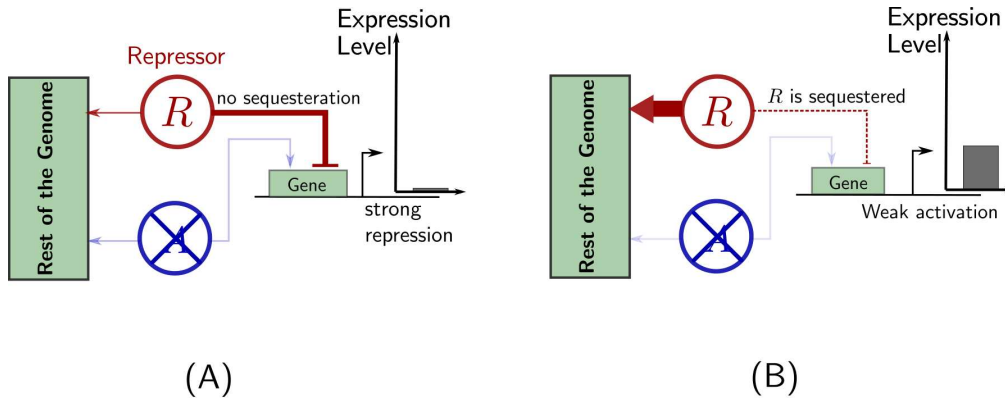 Expression
Level
Repressor
R
no sequesteration
Rest of the Genome
Gene
A
strong
repression
(A)
Expression
Level
R
R is sequestered
Rest of the Genome
Gene
A
Weak activation
(B)